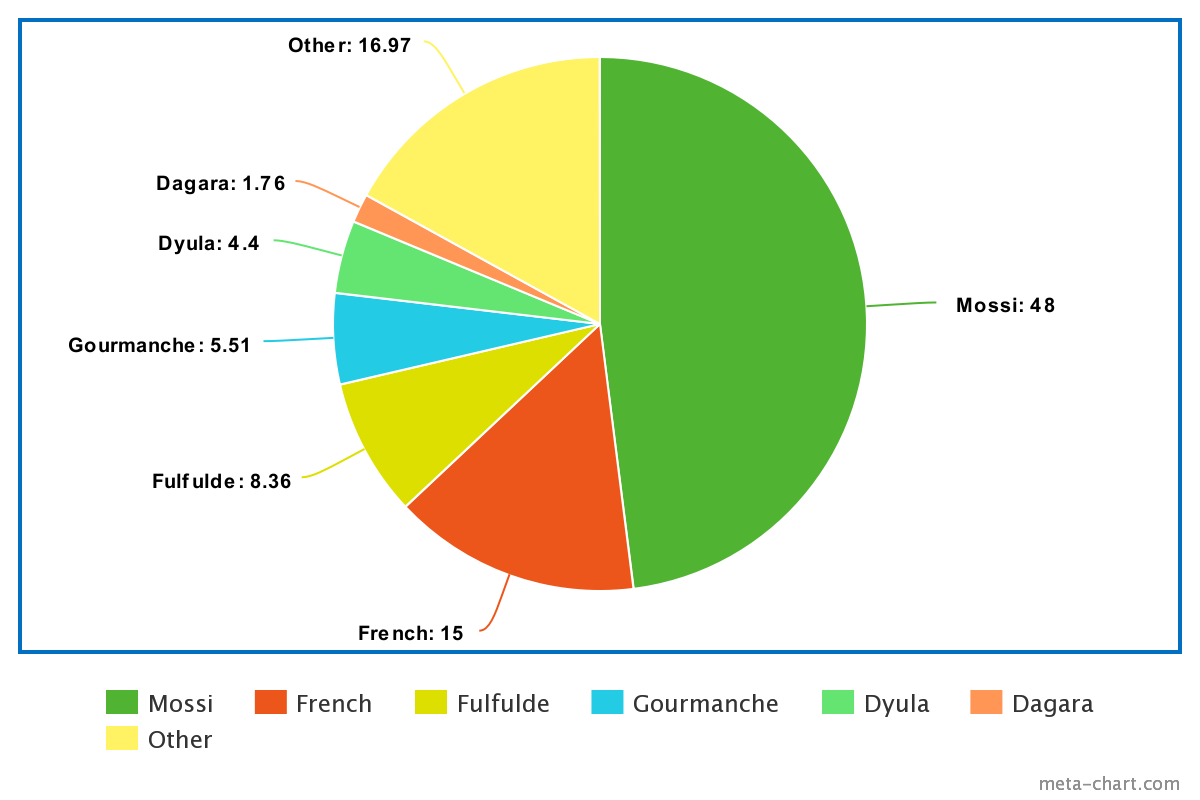 Other: 16.97
Dagara: 1.76
Dyula: 4.4
Mossi: 48
Gourmanche: 5.51
Fulfulde: 8.36
French: 15
Mossi French Fulfulde Gourmanche Dyula Dagara
Other
meta-chart.com